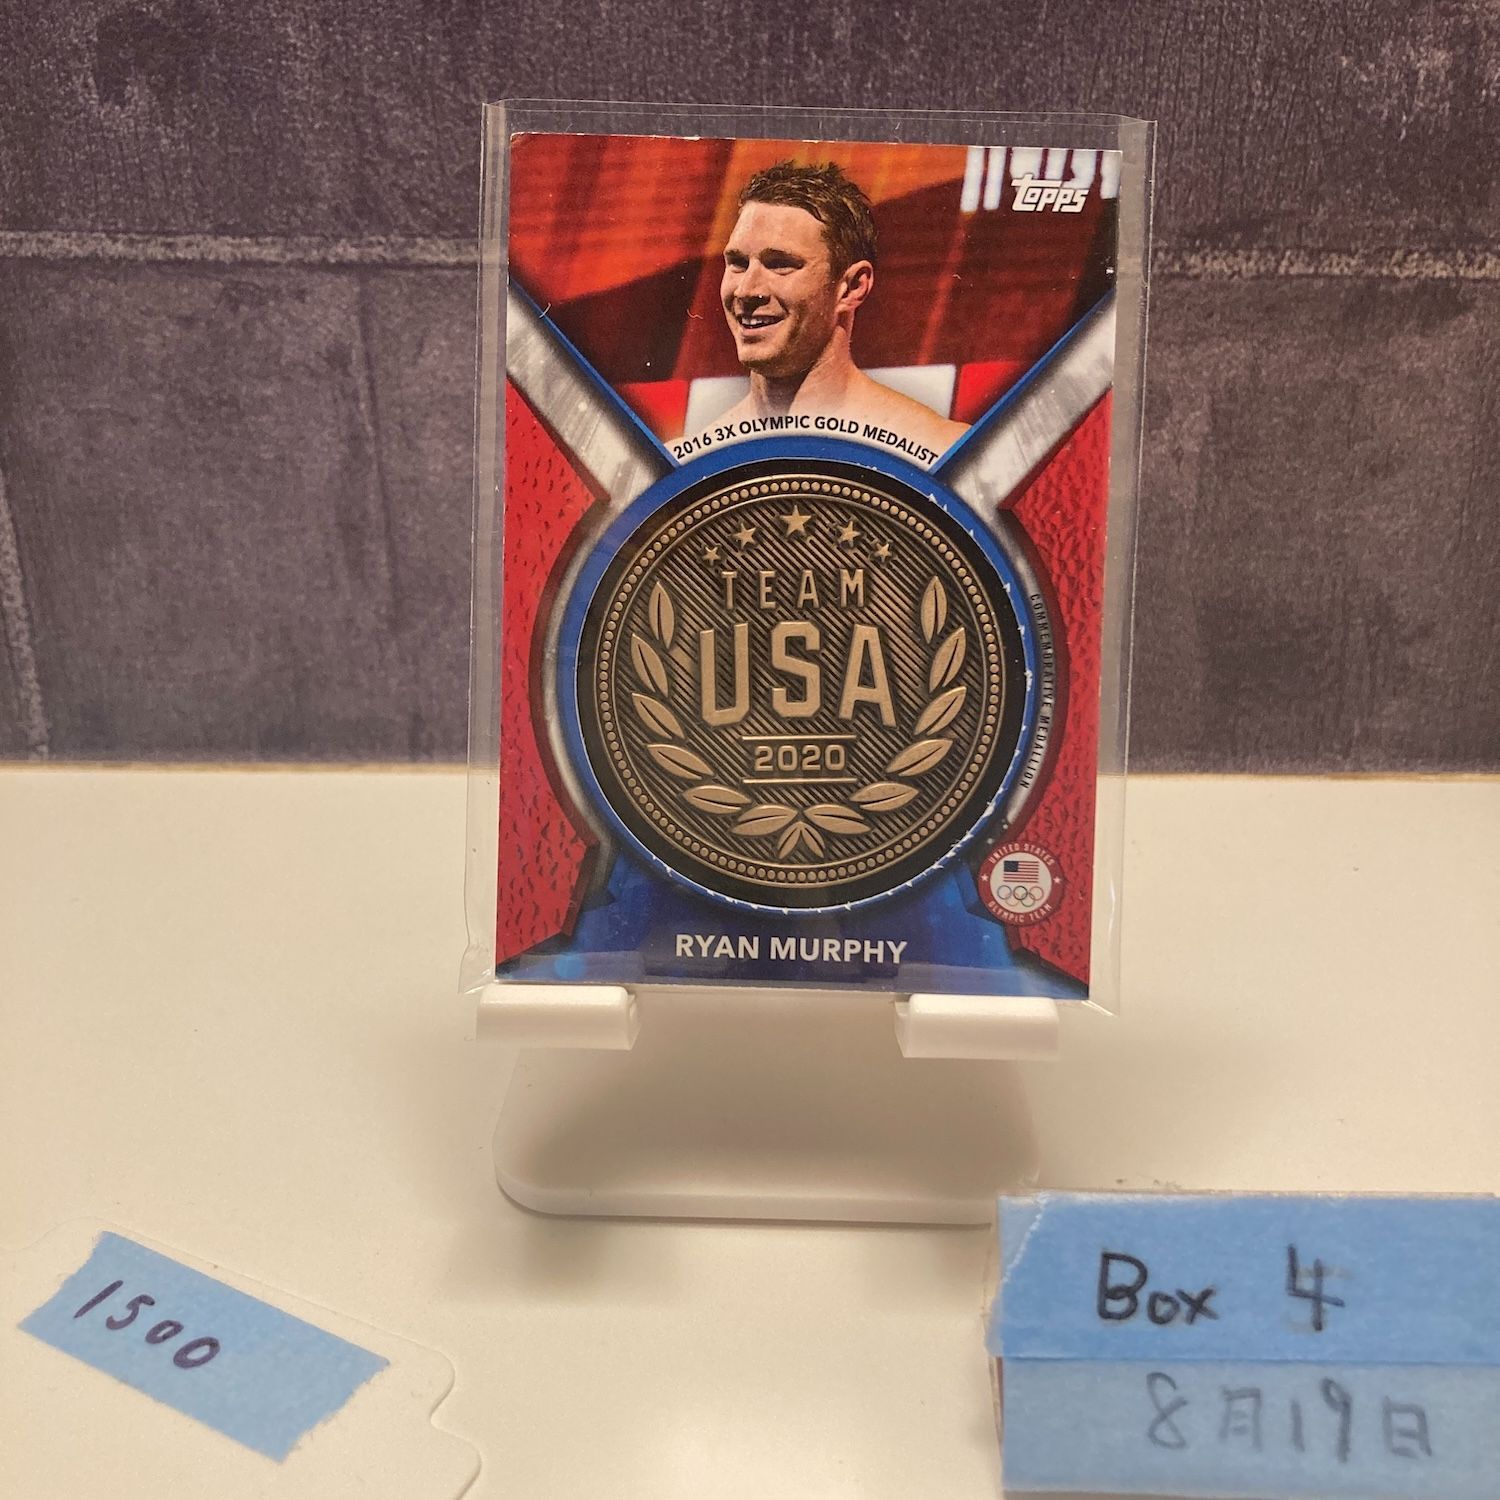 topps
2016 3X OLYMPIC GOLD MEDALIST
TEAM
USA
2020
COMMEMORATIVE MEDALLION
UNITED STATES
OLYMPIC TEAM
RYAN MURPHY
1500
Box 4
8月19日